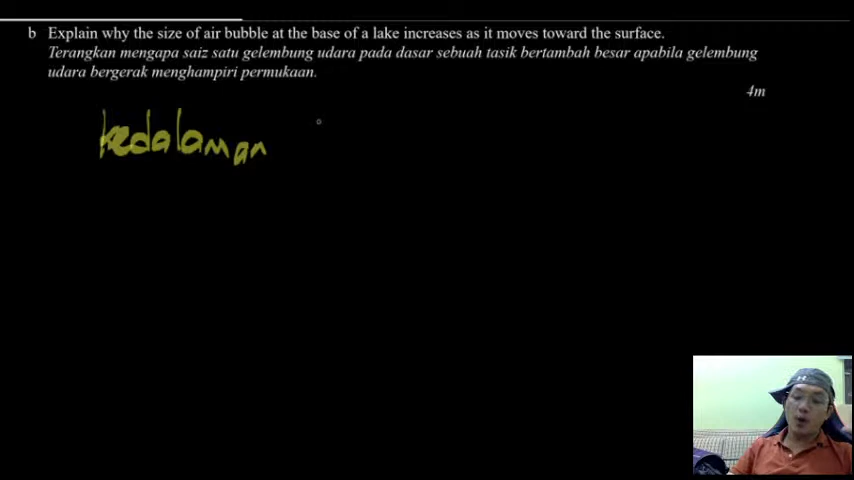 b Explain why the size of air bubble at the base of a lake increases as it moves toward the surface.
Terangkan mengapa saiz satu gelembung udara pada dasar sebuah tasik bertambah besar apabila gelembung
udara bergerak menghampiri permukaan.
4m
kedalaman